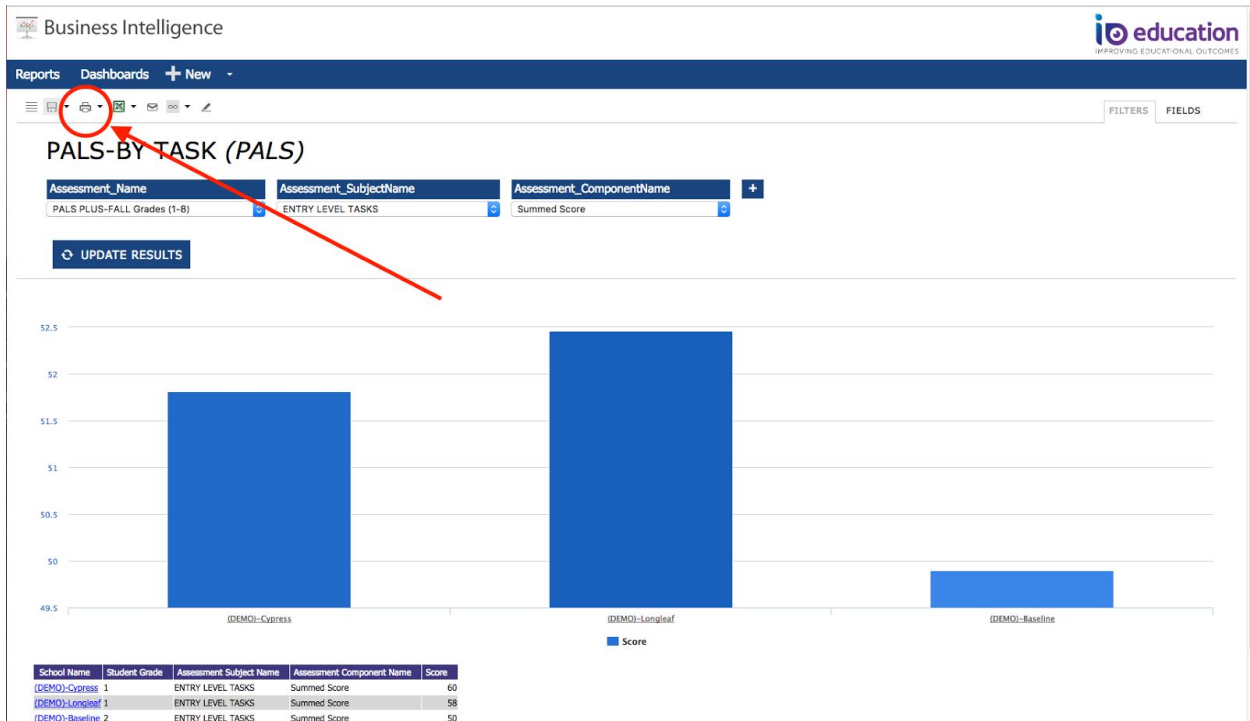 Business Intelligence
iO education
IMPROVING EDUCATIONAL OUTCOMES
Reports Dashboards + New
FILTERS FIELDS
PALS-BY TASK (PALS)
Assessment_Name Assessment_SubjectName Assessment_ComponentName +
PALS PLUS-FALL Grades (1-8) ENTRY LEVEL TASKS Summed Score
UPDATE RESULTS
52.5
52
51.5
51
50.5
50
49.5
(DEMO)-Cypress (DEMO)-Longleaf (DEMO)-Baseline
Score
School Name Student Grade Assessment Subject Name Assessment Component Name Score
(DEMO)-Cypress 1 ENTRY LEVEL TASKS Summed Score 60
(DEMO)-Longleaf 1 ENTRY LEVEL TASKS Summed Score 58
(DEMO)-Baseline 2 ENTRY LEVEL TASKS Summed Score 50